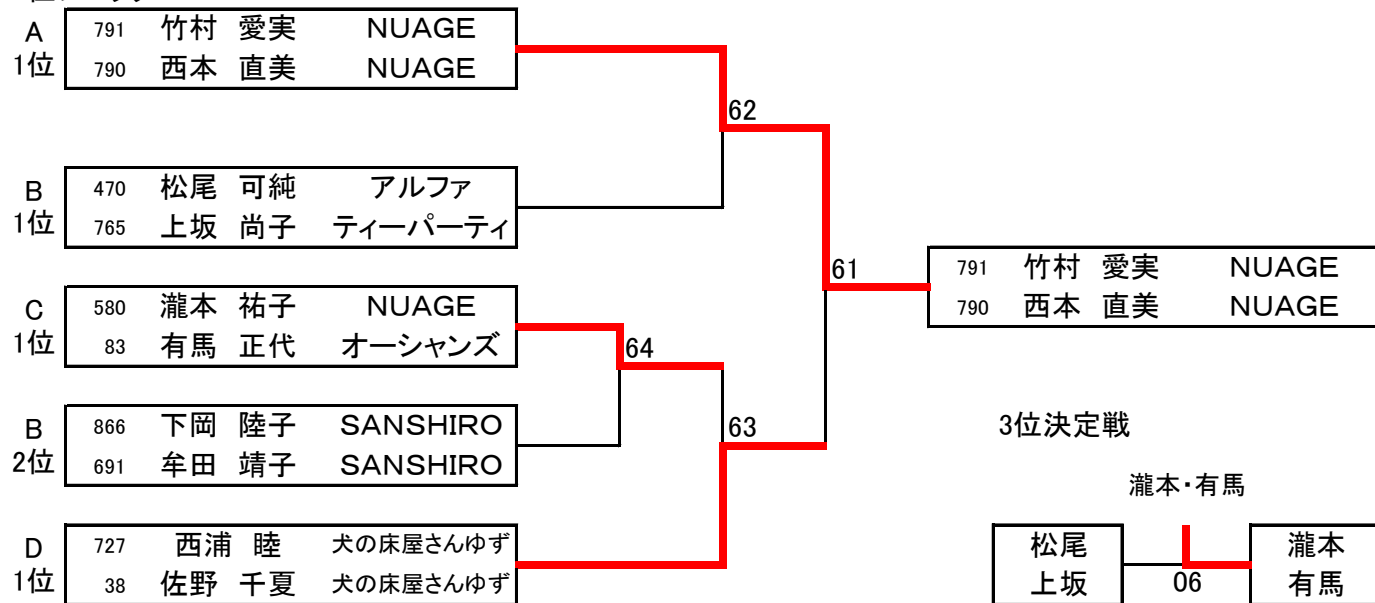 A
1位
791 竹村 愛実 NUAGE
790 西本 直美 NUAGE
62
B
1位
470 松尾 可純 アルファ
765 上坂 尚子 ティーパーティ
61
791 竹村 愛実 NUAGE
790 西本 直美 NUAGE
C
1位
580 瀧本 祐子 NUAGE
83 有馬 正代 オーシャンズ
64
B
2位
866 下岡 陸子 SANSHIRO
691 牟田 靖子 SANSHIRO
63
3位決定戦
瀧本・有馬
D
1位
727 西浦 睦 犬の床屋さんゆず
38 佐野 千夏 犬の床屋さんゆず
松尾
上坂
06
瀧本
有馬